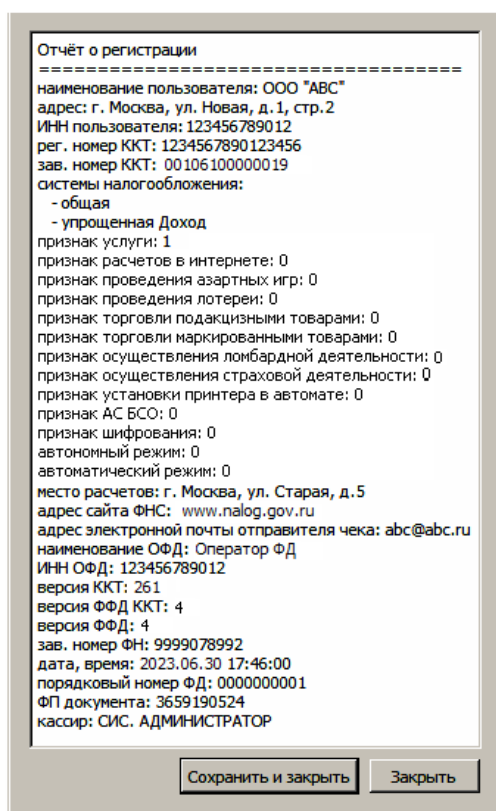 Отчёт о регистрации
=====================================
наименование пользователя: ООО "АВС"
адрес: г. Москва, ул. Новая, д.1, стр.2
ИНН пользователя: 123456789012
рег. номер ККТ: 1234567890123456
зав. номер ККТ: 00106100000019
системы налогообложения:
- общая
- упрощенная Доход
признак услуги: 1
признак расчетов в интернете: 0
признак проведения азартных игр: 0
признак проведения лотереи: 0
признак торговли подакцизными товарами: 0
признак торговли маркированными товарами: 0
признак осуществления ломбардной деятельности: 0
признак осуществления страховой деятельности: 0
признак установки принтера в автомате: 0
признак АС БСО: 0
признак шифрования: 0
автономный режим: 0
автоматический режим: 0
место расчетов: г. Москва, ул. Старая, д.5
адрес сайта ФНС: www.nalog.gov.ru
адрес электронной почты отправителя чека: abc@abc.ru
наименование ОФД: Оператор ФД
ИНН ОФД: 123456789012
версия ККТ: 261
версия ФФД ККТ: 4
версия ФФД: 4
зав. номер ФН: 9999078992
дата, время: 2023.06.30 17:46:00
порядковый номер ФД: 0000000001
ФП документа: 3659190524
кассир: СИС. АДМИНИСТРАТОР
Сохранить и закрыть
Закрыть